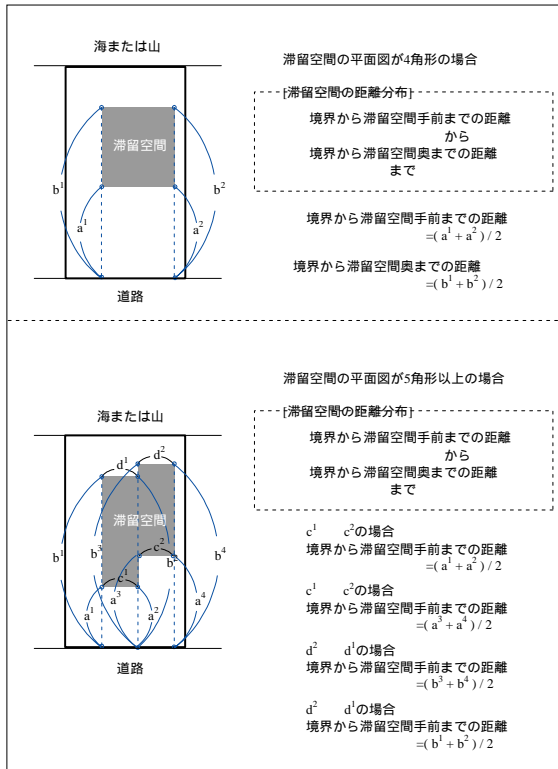 海または山
滞留空間
b¹
b²
a¹
a²
道路
滞留空間の平面図が4角形の場合
[滞留空間の距離分布]
境界から滞留空間手前までの距離
から
境界から滞留空間奥までの距離
まで
境界から滞留空間手前までの距離
=( a¹ + a² ) / 2
境界から滞留空間奥までの距離
=( b¹ + b² ) / 2
海または山
d²
d¹
滞留空間
c²
b¹
b³
b²
b⁴
c¹
a³
a¹
a²
a⁴
道路
滞留空間の平面図が5角形以上の場合
[滞留空間の距離分布]
境界から滞留空間手前までの距離
から
境界から滞留空間奥までの距離
まで
c¹ c²の場合
境界から滞留空間手前までの距離
=( a¹ + a² ) / 2
c¹ c²の場合
境界から滞留空間手前までの距離
=( a³ + a⁴ ) / 2
d² d¹の場合
境界から滞留空間手前までの距離
=( b³ + b⁴ ) / 2
d² d¹の場合
境界から滞留空間手前までの距離
=( b¹ + b² ) / 2